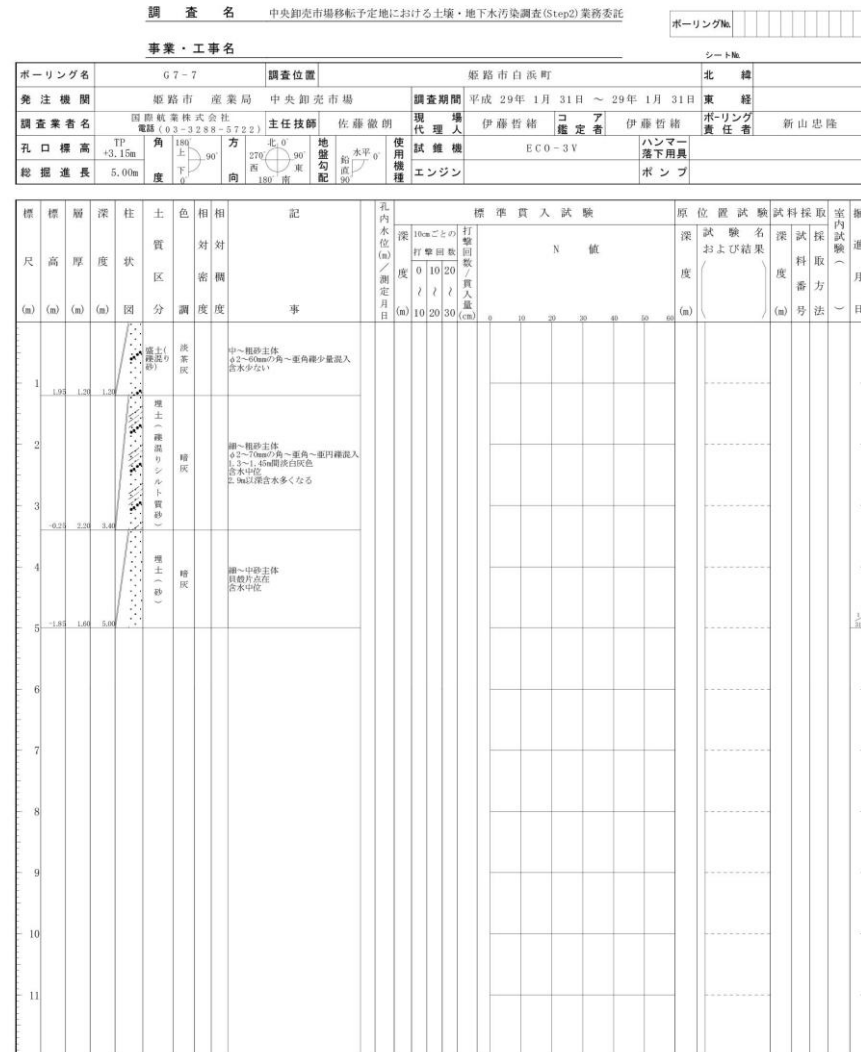 調 査 名 中央卸売市場移転予定地における土壌・地下水汚染調査(Step2)業務委託
ボーリングNo.
事業・工事名
シートNo.
ボーリング名 G7-7 調査位置 姫路市白浜町 北緯
発注機関 姫路市 産業局 中央卸売市場 調査期間 平成 29年 1月 31日 ～ 29年 1月 31日 東経
調査業者名 国際航業株式会社 電話(03-3288-5722) 主任技師 佐藤徹朗 現場代理人 伊藤哲緒 コア鑑定者 伊藤哲緒 ボーリング責任者 新山忠隆
孔口標高 TP +3.15m 角度 180° 上 下 0° 90° 方向 北 0° 270° 西 90° 東 180° 南 地盤勾配 水平 0° 鉛直 90° 使用機種 試錐機 ECO-3V ハンマー落下用具
総掘進長 5.00m エンジン ポンプ
標尺(m) 標高(m) 層厚(m) 深度(m) 柱状図 土質区分 色調 相対密度 相対稠度 記事 孔内水位(m)/測定月日 標準貫入試験 原位置試験 試料採取 室内試験( ) 掘進月日
深度(m) 10cmごとの打撃回数 0～10 10～20 20～30 打撃回数/貫入量(cm) N 値 深度(m) 試験名および結果 深度(m) 試料番号 採取方法
0 10 20 30 40 50 60
盛土(礫混り砂) 淡茶灰 中～粗砂主体
φ2～60mmの角～亜角礫少量混入
含水少ない
1
1.95 1.20 1.20
埋土(礫混りシルト質砂) 暗灰 細～粗砂主体
φ2～70mmの角～亜角～亜円礫混入
1.3～1.45m間淡白灰色
含水中位
2.9m以深含水多くなる
2
3
-0.25 2.20 3.40
埋土(砂) 暗灰 細～中砂主体
貝殻片点在
含水中位
4
5 -1.85 1.60 5.00
6
7
8
9
10
11